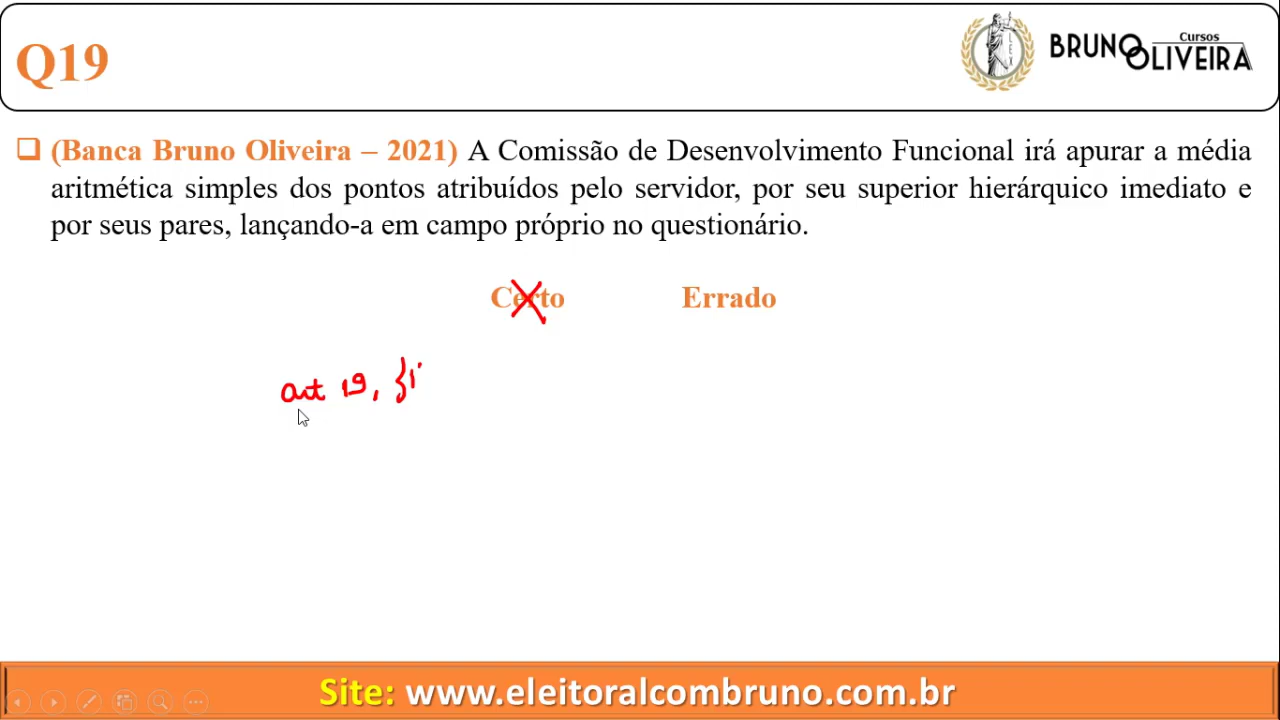 Q19
Cursos
BRUNO
OLIVEIRA
❑ (Banca Bruno Oliveira – 2021) A Comissão de Desenvolvimento Funcional irá apurar a média
aritmética simples dos pontos atribuídos pelo servidor, por seu superior hierárquico imediato e
por seus pares, lançando-a em campo próprio no questionário.
Certo Errado
art 19, §1º
Site: www.eleitoralcombruno.com.br